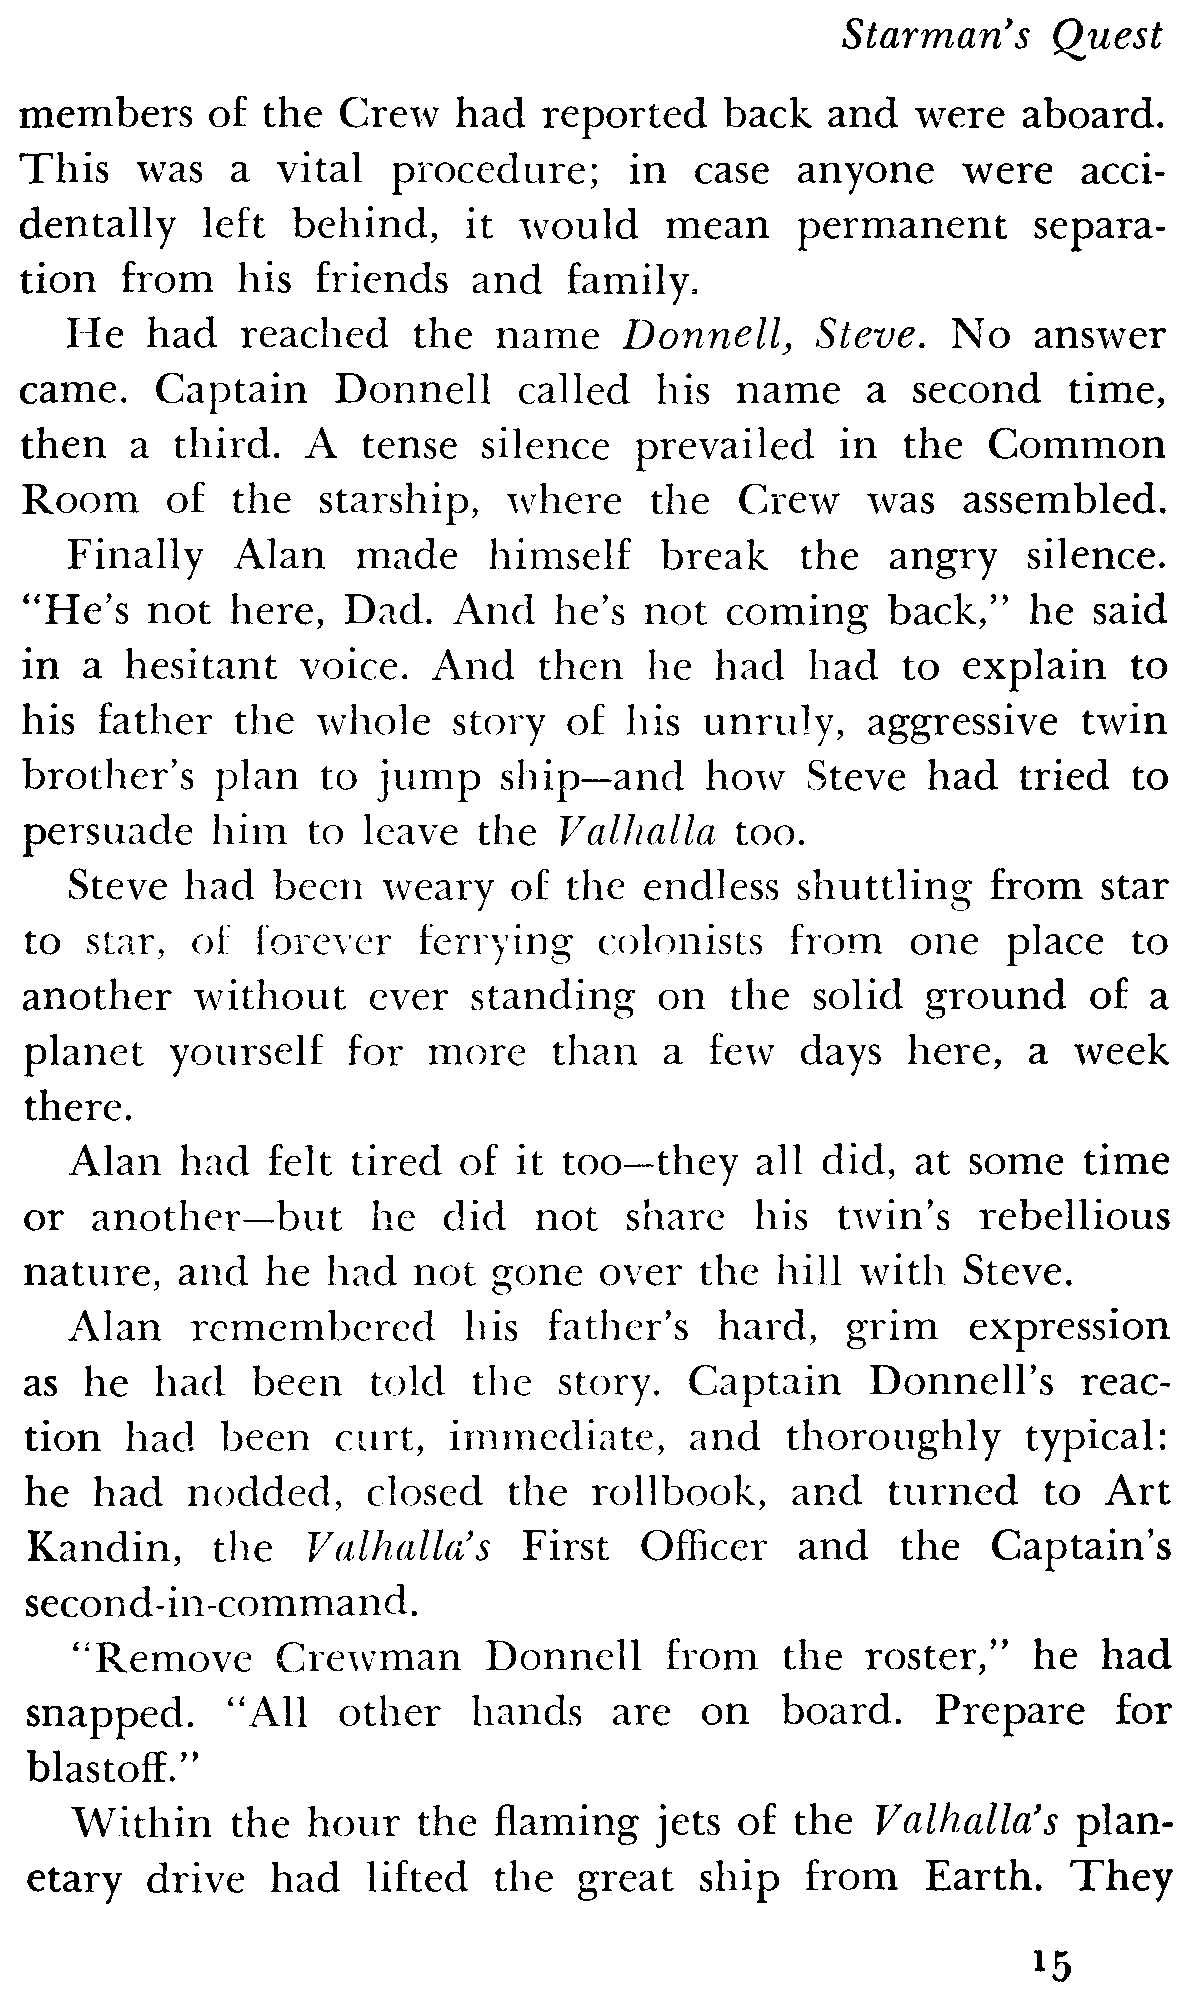 Starman's Quest
members of the Crew had reported back and were aboard.
This was a vital procedure; in case anyone were acci-
dentally left behind, it would mean permanent separa-
tion from his friends and family.
He had reached the name Donnell, Steve. No answer
came. Captain Donnell called his name a second time,
then a third. A tense silence prevailed in the Common
Room of the starship, where the Crew was assembled.
Finally Alan made himself break the angry silence.
"He's not here, Dad. And he's not coming back," he said
in a hesitant voice. And then he had had to explain to
his father the whole story of his unruly, aggressive twin
brother's plan to jump ship—and how Steve had tried to
persuade him to leave the Valhalla too.
Steve had been weary of the endless shuttling from star
to star, of forever ferrying colonists from one place to
another without ever standing on the solid ground of a
planet yourself for more than a few days here, a week
there.
Alan had felt tired of it too—they all did, at some time
or another—but he did not share his twin's rebellious
nature, and he had not gone over the hill with Steve.
Alan remembered his father's hard, grim expression
as he had been told the story. Captain Donnell's reac-
tion had been curt, immediate, and thoroughly typical:
he had nodded, closed the rollbook, and turned to Art
Kandin, the Valhalla's First Officer and the Captain's
second-in-command.
"Remove Crewman Donnell from the roster," he had
snapped. "All other hands are on board. Prepare for
blastoff."
Within the hour the flaming jets of the Valhalla's plan-
etary drive had lifted the great ship from Earth. They
15